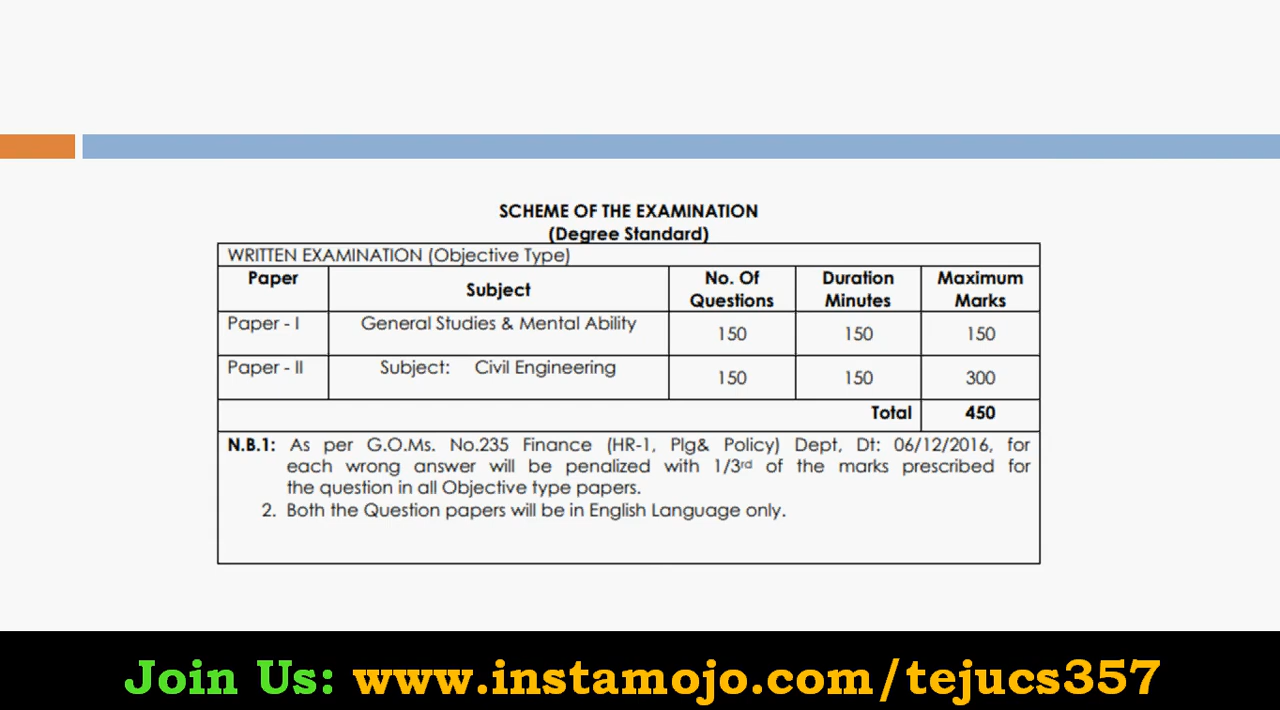 SCHEME OF THE EXAMINATION
(Degree Standard)
WRITTEN EXAMINATION (Objective Type)
Paper Subject No. Of Questions Duration Minutes Maximum Marks
Paper - I General Studies & Mental Ability 150 150 150
Paper - II Subject: Civil Engineering 150 150 300
Total 450
N.B.1: As per G.O.Ms. No.235 Finance (HR-1, Plg& Policy) Dept, Dt: 06/12/2016, for
each wrong answer will be penalized with 1/3rd of the marks prescribed for
the question in all Objective type papers.
2. Both the Question papers will be in English Language only.
Join Us: www.instamojo.com/tejucs357